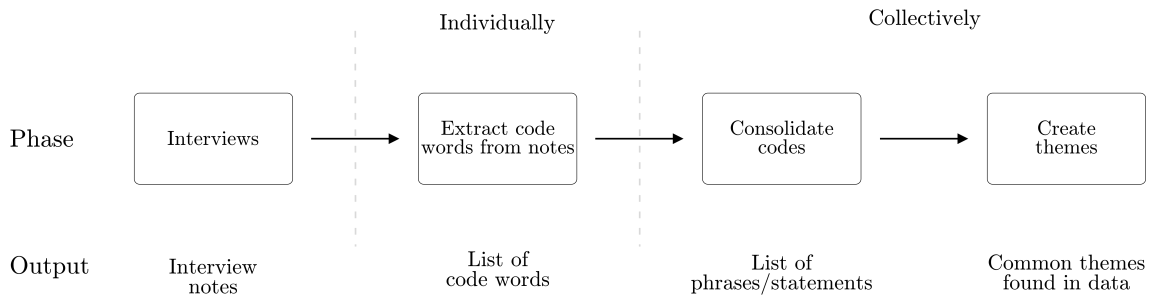 Individually
Collectively
Phase
Interviews
Extract code
words from notes
Consolidate
codes
Create
themes
Output
Interview
notes
List of
code words
List of
phrases/statements
Common themes
found in data